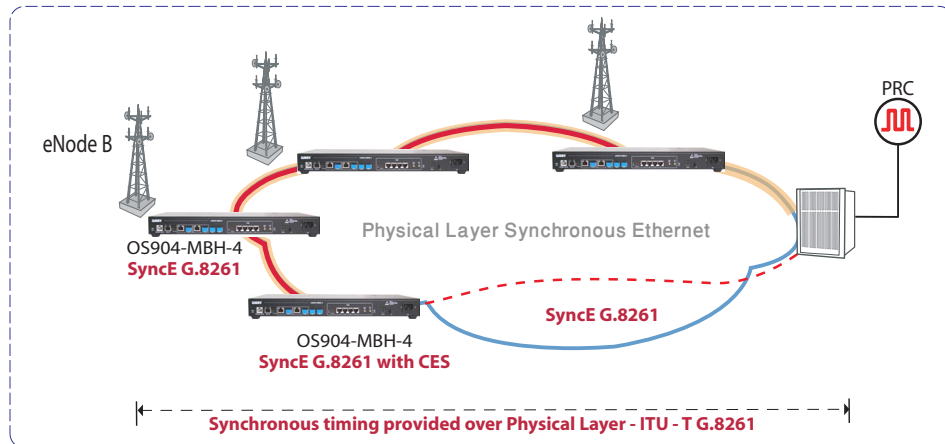 PRC
eNode B
Physical Layer Synchronous Ethernet
OS904-MBH-4
SyncE G.8261
SyncE G.8261
OS904-MBH-4
SyncE G.8261 with CES
Synchronous timing provided over Physical Layer - ITU - T G.8261